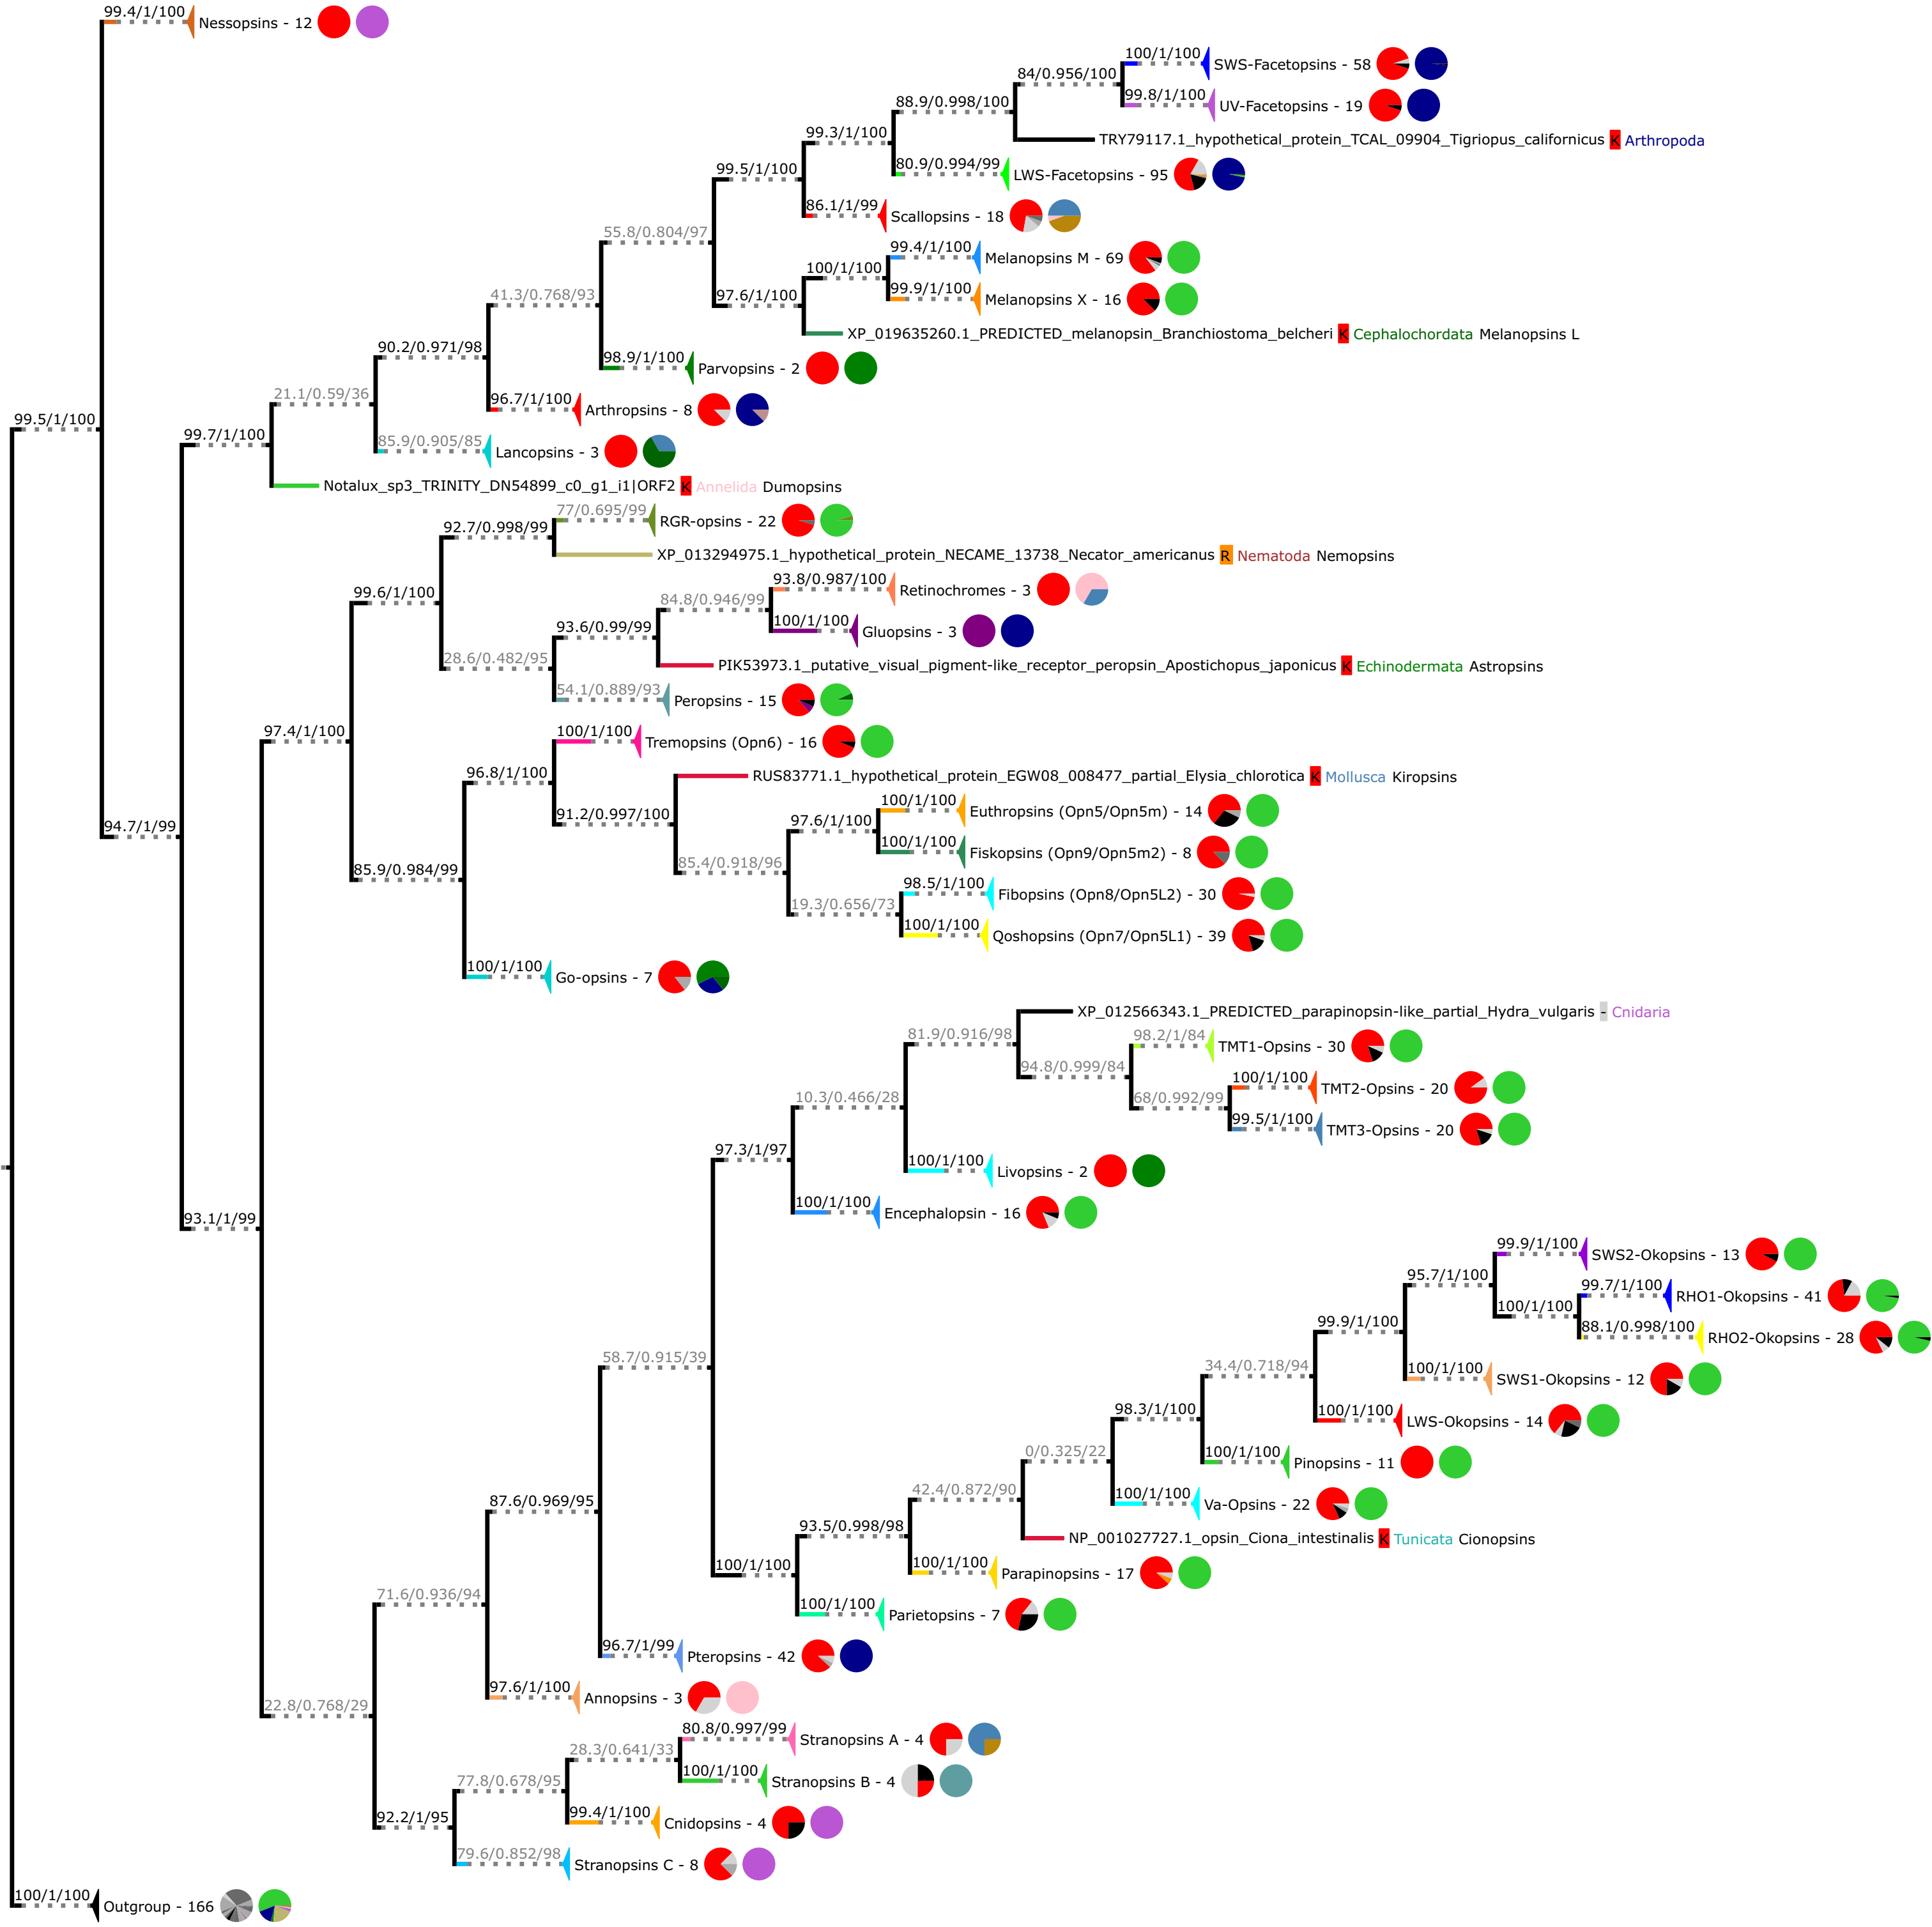 99.4/1/100
Nessopsins - 12
100/1/100
SWS-Facetopsins - 58
84/0.956/100
99.8/1/100
UV-Facetopsins - 19
88.9/0.998/100
TRY79117.1_hypothetical_protein_TCAL_09904_Tigriopus_californicus K Arthropoda
99.3/1/100
80.9/0.994/99
LWS-Facetopsins - 95
99.5/1/100
86.1/1/99
Scallopsins - 18
55.8/0.804/97
99.4/1/100
Melanopsins M - 69
100/1/100
99.9/1/100
Melanopsins X - 16
97.6/1/100
41.3/0.768/93
XP_019635260.1_PREDICTED_melanopsin_Branchiostoma_belcheri K Cephalochordata Melanopsins L
90.2/0.971/98
98.9/1/100
Parvopsins - 2
21.1/0.59/36
96.7/1/100
Arthropsins - 8
99.5/1/100
99.7/1/100
85.9/0.905/85
Lancopsins - 3
Notalux_sp3_TRINITY_DN54899_c0_g1_i1|ORF2 K Annelida Dumopsins
77/0.695/99
RGR-opsins - 22
92.7/0.998/99
XP_013294975.1_hypothetical_protein_NECAME_13738_Necator_americanus R Nematoda Nemopsins
99.6/1/100
93.8/0.987/100
Retinochromes - 3
84.8/0.946/99
100/1/100
Gluopsins - 3
93.6/0.99/99
28.6/0.482/95
PIK53973.1_putative_visual_pigment-like_receptor_peropsin_Apostichopus_japonicus K Echinodermata Astropsins
54.1/0.889/93
Peropsins - 15
97.4/1/100
100/1/100
Tremopsins (Opn6) - 16
96.8/1/100
RUS83771.1_hypothetical_protein_EGW08_008477_partial_Elysia_chlorotica K Mollusca Kiropsins
91.2/0.997/100
100/1/100
Euthropsins (Opn5/Opn5m) - 14
94.7/1/99
97.6/1/100
100/1/100
Fiskopsins (Opn9/Opn5m2) - 8
85.9/0.984/99
85.4/0.918/96
98.5/1/100
Fibopsins (Opn8/Opn5L2) - 30
19.3/0.656/73
100/1/100
Qoshopsins (Opn7/Opn5L1) - 39
100/1/100
Go-opsins - 7
XP_012566343.1_PREDICTED_parapinopsin-like_partial_Hydra_vulgaris - Cnidaria
81.9/0.916/98
98.2/1/84
TMT1-Opsins - 30
94.8/0.999/84
100/1/100
TMT2-Opsins - 20
10.3/0.466/28
68/0.992/99
99.5/1/100
TMT3-Opsins - 20
97.3/1/97
100/1/100
Livopsins - 2
100/1/100
Encephalopsin - 16
93.1/1/99
99.9/1/100
SWS2-Okopsins - 13
95.7/1/100
99.7/1/100
RHO1-Okopsins - 41
100/1/100
99.9/1/100
88.1/0.998/100
RHO2-Okopsins - 28
58.7/0.915/39
34.4/0.718/94
100/1/100
SWS1-Okopsins - 12
98.3/1/100
100/1/100
LWS-Okopsins - 14
0/0.325/22
100/1/100
Pinopsins - 11
42.4/0.872/90
100/1/100
Va-Opsins - 22
87.6/0.969/95
93.5/0.998/98
NP_001027727.1_opsin_Ciona_intestinalis K Tunicata Cionopsins
100/1/100
100/1/100
Parapinopsins - 17
71.6/0.936/94
100/1/100
Parietopsins - 7
96.7/1/99
Pteropsins - 42
22.8/0.768/29
97.6/1/100
Annopsins - 3
80.8/0.997/99
Stranopsins A - 4
28.3/0.641/33
100/1/100
Stranopsins B - 4
77.8/0.678/95
99.4/1/100
Cnidopsins - 4
92.2/1/95
79.6/0.852/98
Stranopsins C - 8
100/1/100
Outgroup - 166